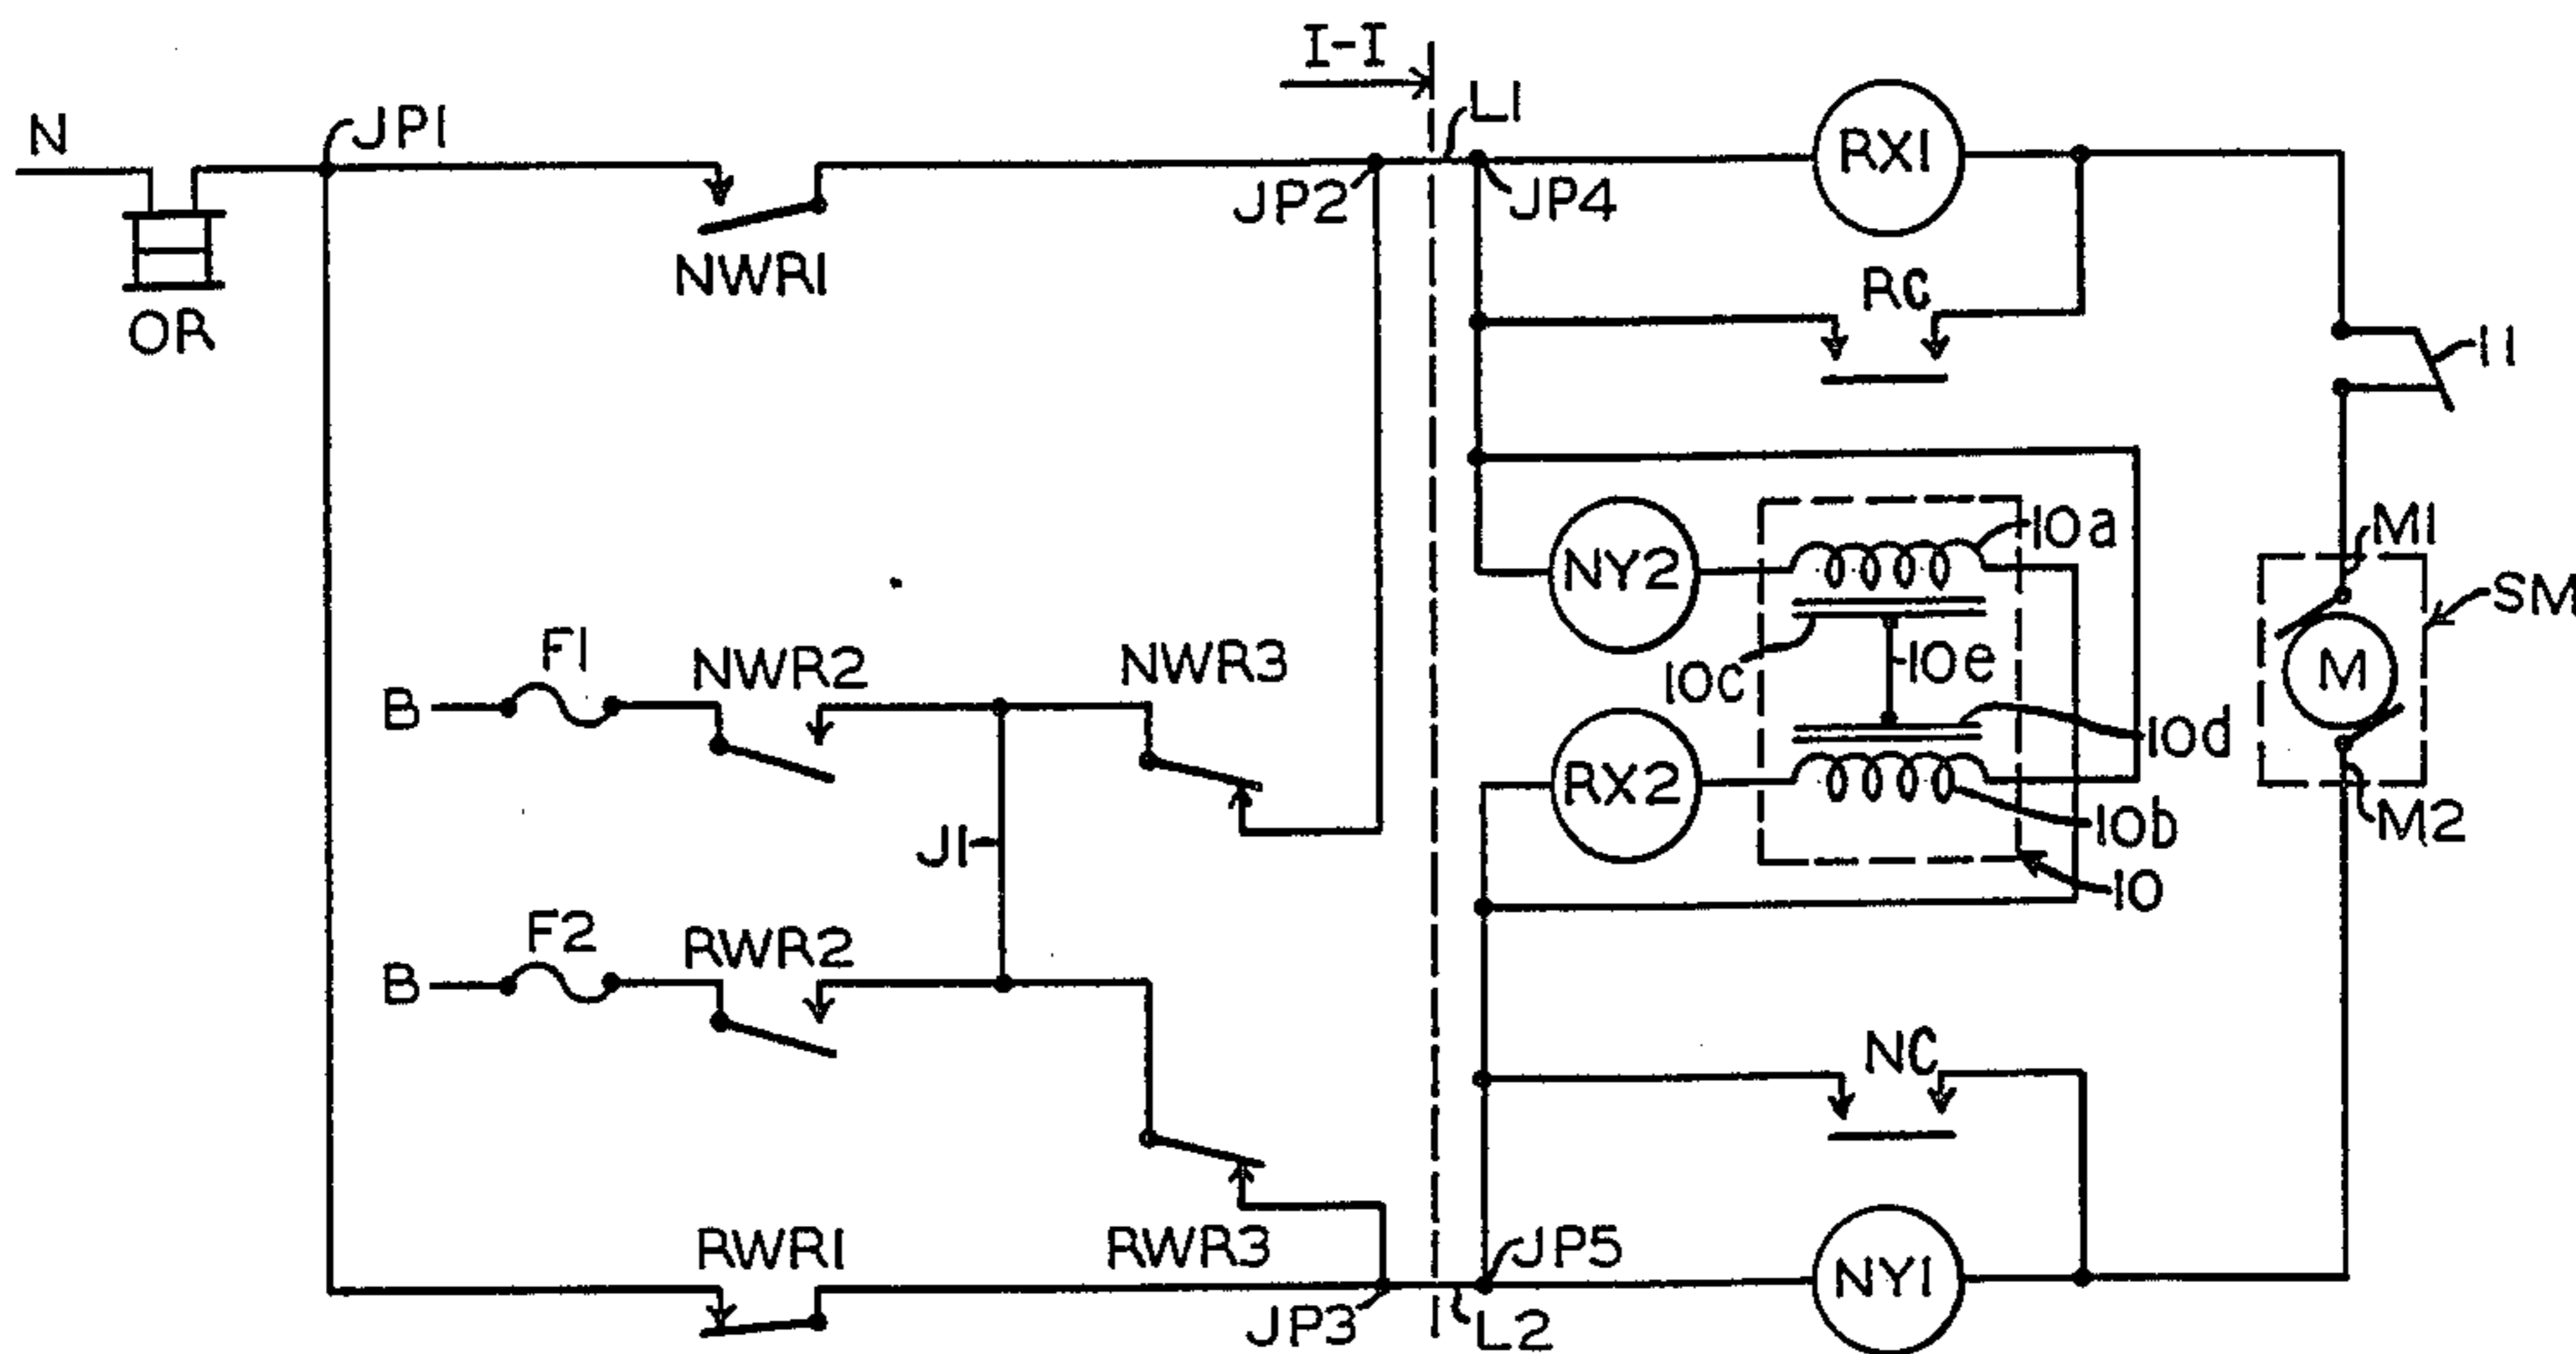 I-I
L1
N
JP1
RX1
JP2
JP4
NWR1
OR
RC
11
10a
M1
NY2
SM
F1
NWR2
NWR3
10c
10e
M
B
10d
RX2
J1
10b
M2
10
F2
RWR2
B
NC
RWR1
RWR3
JP5
NY1
JP3
L2